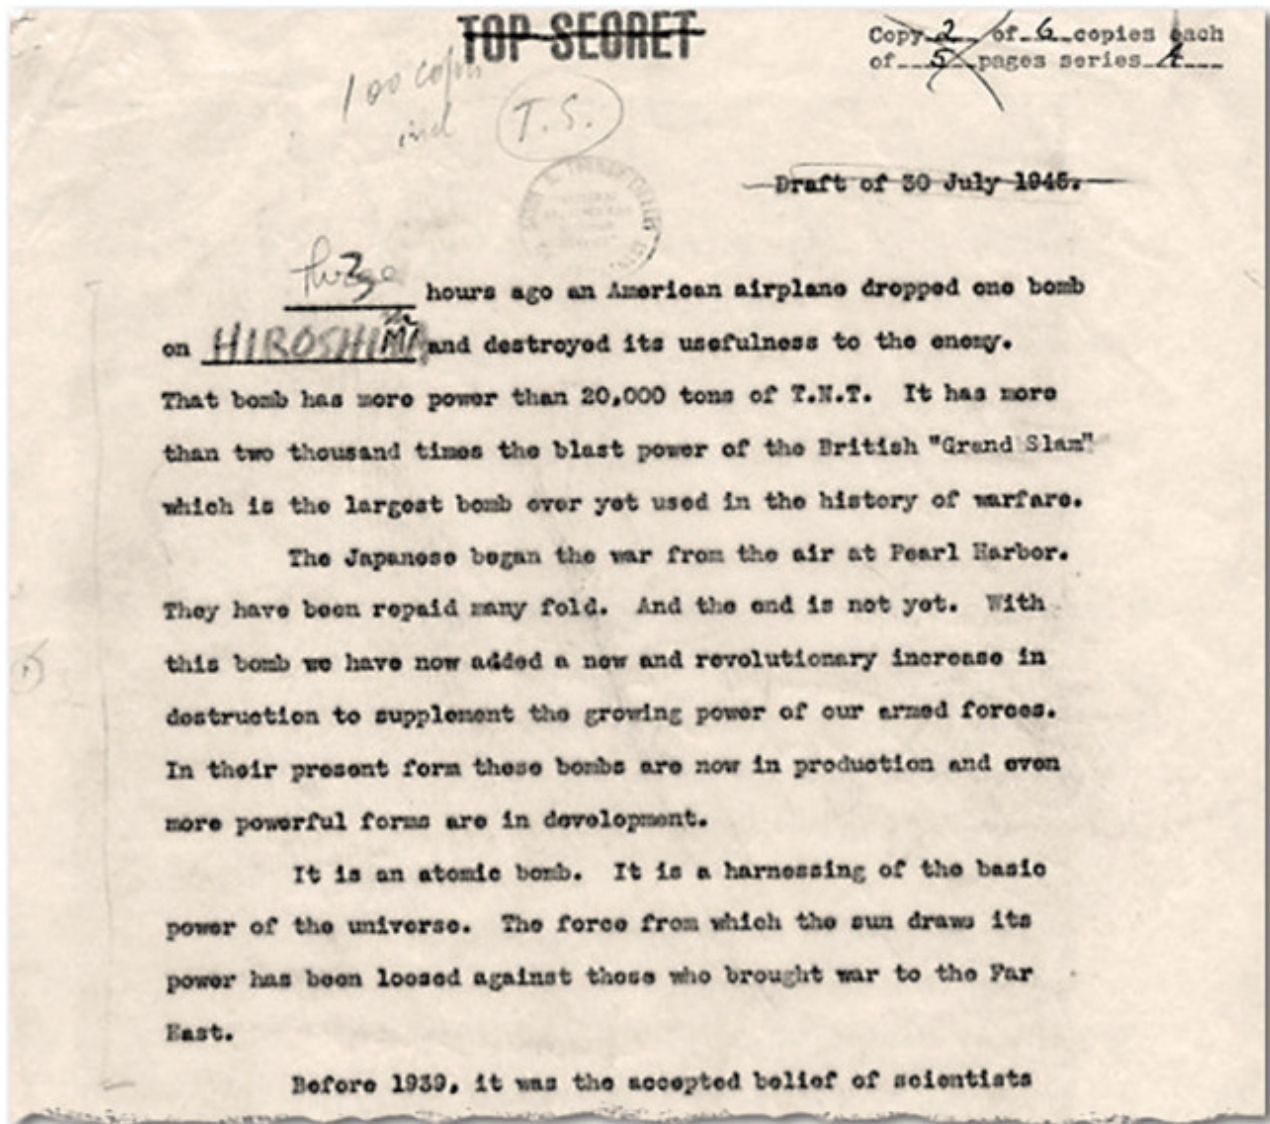 TOP SECRET
Copy 2 of 6 copies each
of 5 pages series A
100 copies
T.S.
Draft of 30 July 1945.
three
3
hours ago an American airplane dropped one bomb
on HIROSHIMA and destroyed its usefulness to the enemy.
That bomb has more power than 20,000 tons of T.N.T. It has more
than two thousand times the blast power of the British "Grand Slam"
which is the largest bomb ever yet used in the history of warfare.
The Japanese began the war from the air at Pearl Harbor.
They have been repaid many fold. And the end is not yet. With
this bomb we have now added a new and revolutionary increase in
destruction to supplement the growing power of our armed forces.
In their present form these bombs are now in production and even
more powerful forms are in development.
It is an atomic bomb. It is a harnessing of the basic
power of the universe. The force from which the sun draws its
power has been loosed against those who brought war to the Far
East.
Before 1939, it was the accepted belief of scientists